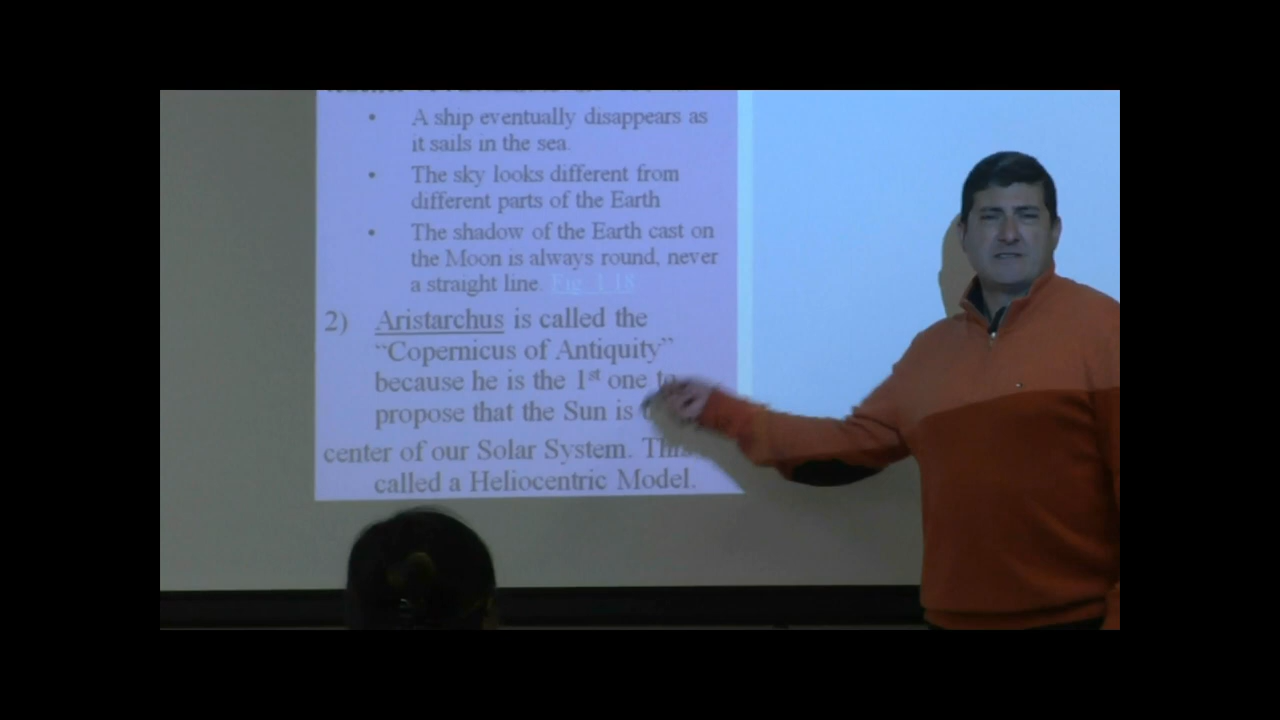 • A ship eventually disappears as
it sails in the sea.
• The sky looks different from
different parts of the Earth
• The shadow of the Earth cast on
the Moon is always round, never
a straight line. Fig. 1.18
2) Aristarchus is called the
“Copernicus of Antiquity”
because he is the 1st one to
propose that the Sun is
center of our Solar System. This
called a Heliocentric Model.